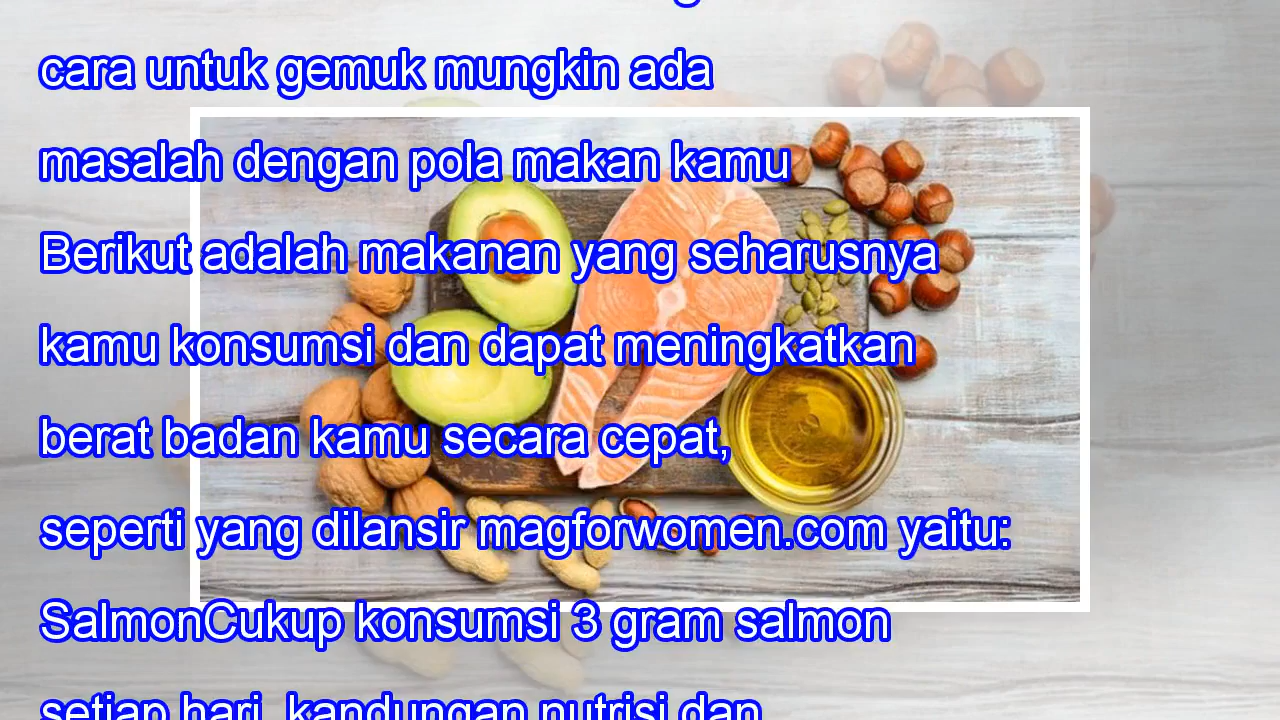 cara untuk gemuk mungkin ada
masalah dengan pola makan kamu
Berikut adalah makanan yang seharusnya
kamu konsumsi dan dapat meningkatkan
berat badan kamu secara cepat,
seperti yang dilansir magforwomen.com yaitu:
SalmonCukup konsumsi 3 gram salmon
setiap hari, kandungan nutrisi dan